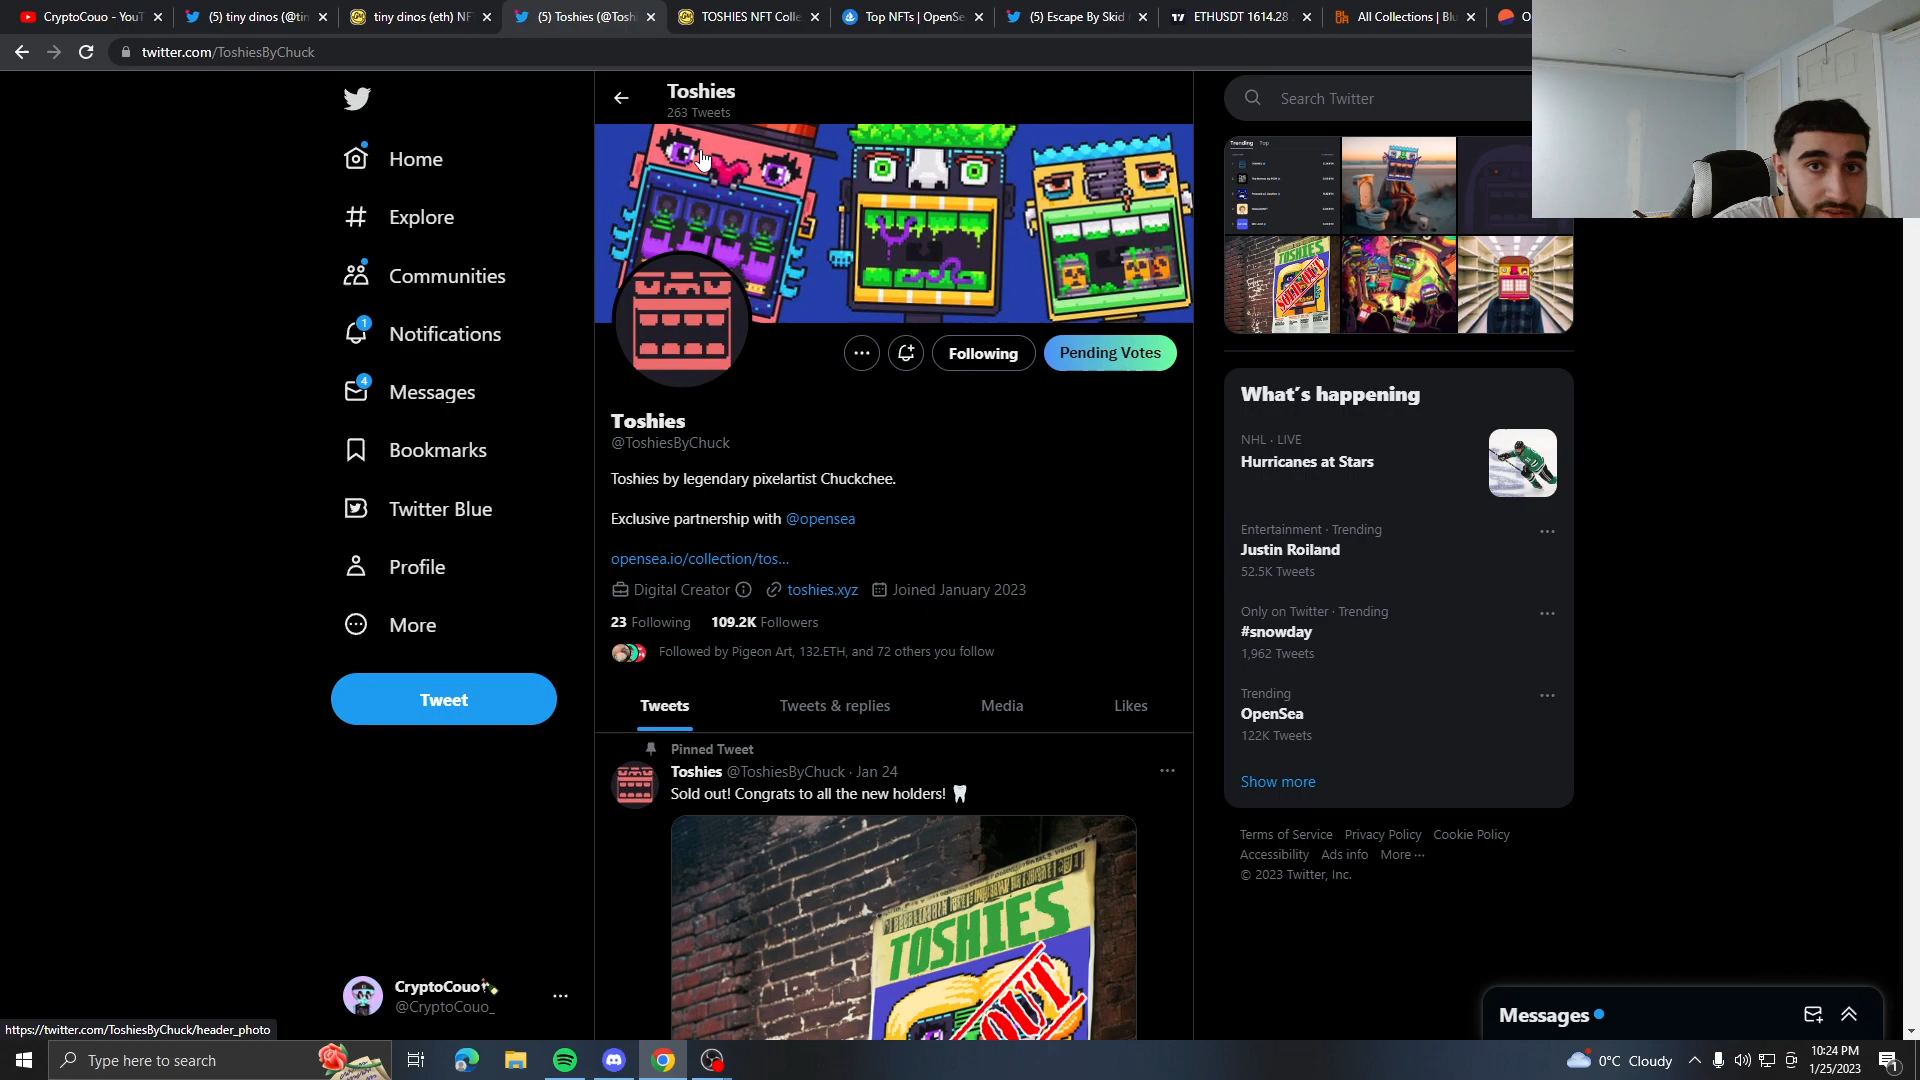 CryptoCouo - YouT
(5) tiny dinos (@tin
tiny dinos (eth) NF
(5) Toshies (@Tosh
TOSHIES NFT Colle
Top NFTs | OpenSe
(5) Escape By Skid
ETHUSDT 1614.28
All Collections | Blu
O
twitter.com/ToshiesByChuck
Home
Explore
Communities
1
Notifications
4
Messages
Bookmarks
Twitter Blue
Profile
More
Tweet
CryptoCouo
@CryptoCouo_
Toshies
263 Tweets
Following
Pending Votes
Toshies
@ToshiesByChuck
Toshies by legendary pixelartist Chuckchee.
Exclusive partnership with @opensea
opensea.io/collection/tos...
Digital Creator toshies.xyz Joined January 2023
23 Following 109.2K Followers
Followed by Pigeon Art, 132.ETH, and 72 others you follow
Tweets Tweets & replies Media Likes
Pinned Tweet
Toshies @ToshiesByChuck · Jan 24
Sold out! Congrats to all the new holders!
TOSHIES
OUT
Search Twitter
Trending Top
TOSHIES
What's happening
NHL · LIVE
Hurricanes at Stars
Entertainment · Trending
Justin Roiland
52.5K Tweets
Only on Twitter · Trending
#snowday
1,962 Tweets
Trending
OpenSea
122K Tweets
Show more
Terms of Service Privacy Policy Cookie Policy
Accessibility Ads info More ...
© 2023 Twitter, Inc.
Messages
https://twitter.com/ToshiesByChuck/header_photo
Type here to search
0°C Cloudy
10:24 PM
1/25/2023
1